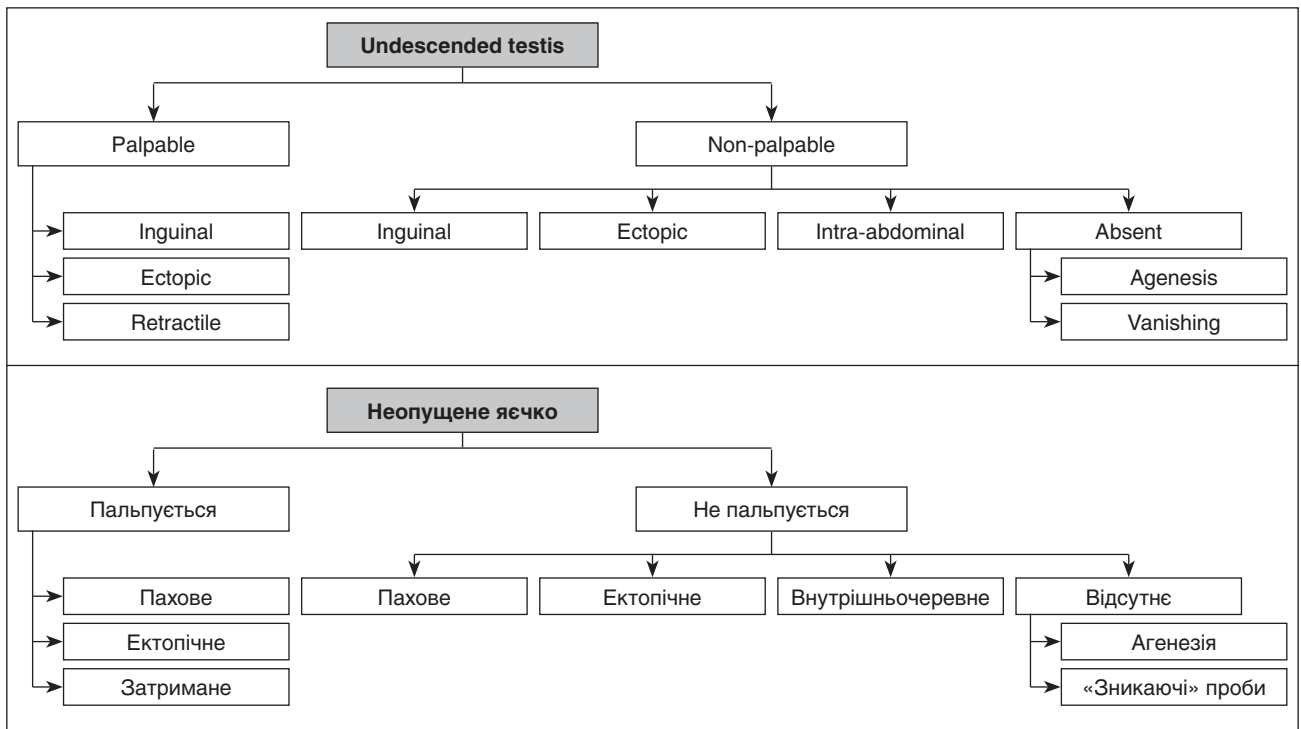 Undescended testis
Palpable
Non-palpable
Inguinal
Inguinal
Ectopic
Intra-abdominal
Absent
Ectopic
Agenesis
Retractile
Vanishing
Неопущене яєчко
Пальпується
Не пальпується
Пахове
Пахове
Ектопічне
Внутрішньочеревне
Відсутнє
Ектопічне
Агенезія
Затримане
«Зникаючі» проби